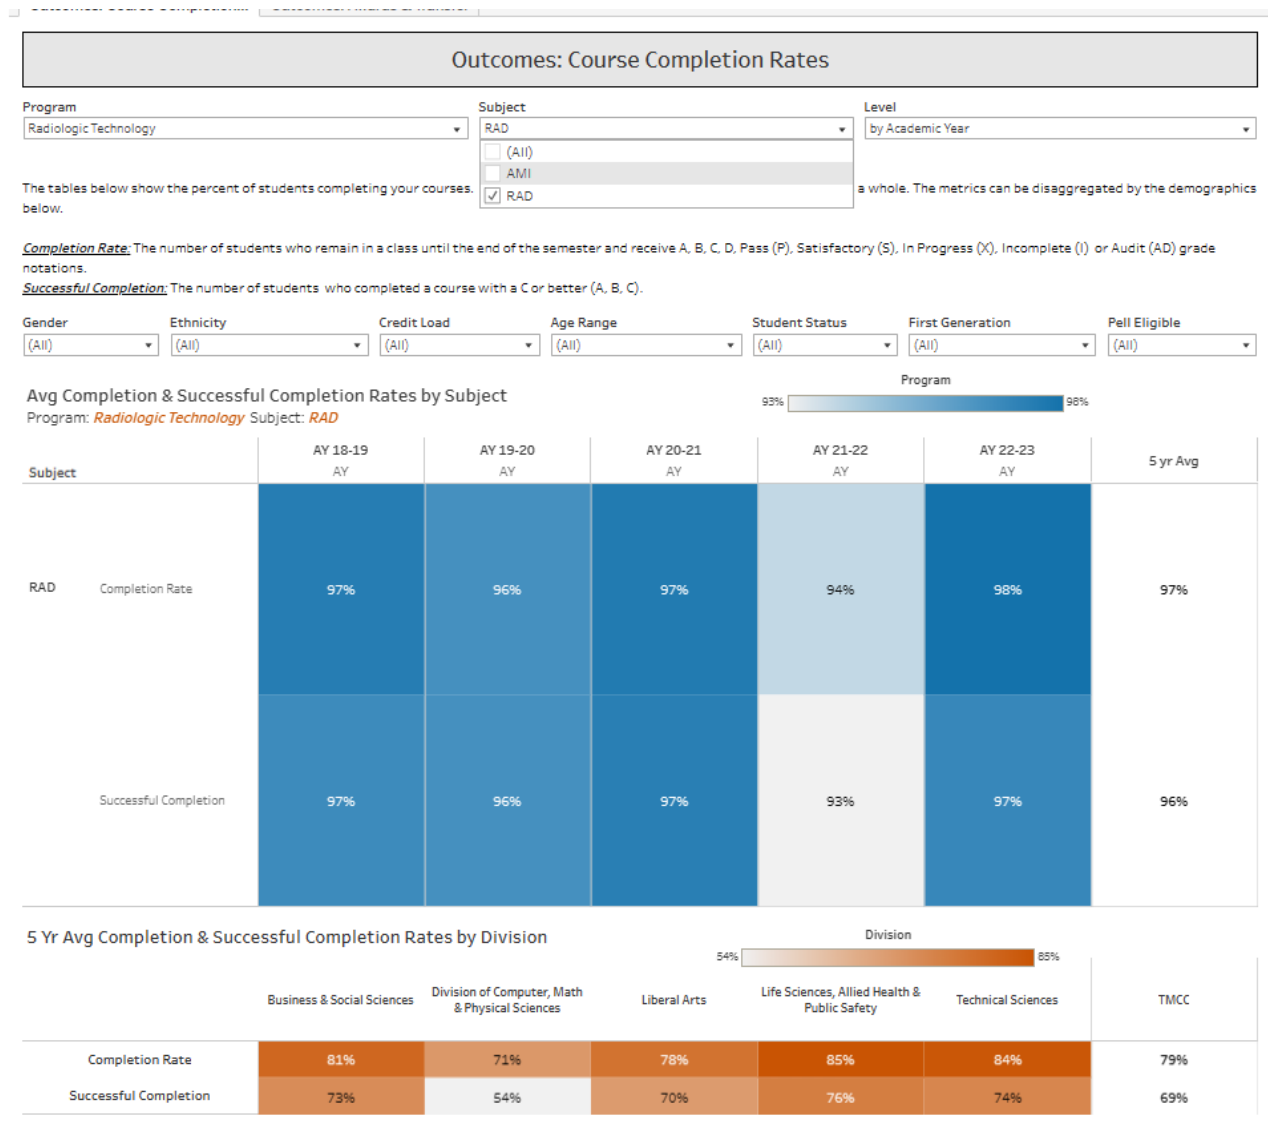 Outcomes: Course Completion Rates
Program
Subject
Level
Radiologic Technology
RAD
by Academic Year
(All)
AMI
RAD
The tables below show the percent of students completing your courses. a whole. The metrics can be disaggregated by the demographics
below.
Completion Rate: The number of students who remain in a class until the end of the semester and receive A, B, C, D, Pass (P), Satisfactory (S), In Progress (X), Incomplete (I) or Audit (AD) grade
notations.
Successful Completion: The number of students who completed a course with a C or better (A, B, C).
Gender Ethnicity Credit Load Age Range Student Status First Generation Pell Eligible
(All) (All) (All) (All) (All) (All) (All)
Program
93% 98%
Avg Completion & Successful Completion Rates by Subject
Program: Radiologic Technology Subject: RAD
AY 18-19 AY 19-20 AY 20-21 AY 21-22 AY 22-23 5 yr Avg
Subject AY AY AY AY AY
RAD Completion Rate 97% 96% 97% 94% 98% 97%
Successful Completion 97% 96% 97% 93% 97% 96%
5 Yr Avg Completion & Successful Completion Rates by Division
Division
54% 85%
Business & Social Sciences
Division of Computer, Math
& Physical Sciences
Liberal Arts
Life Sciences, Allied Health &
Public Safety
Technical Sciences
TMCC
Completion Rate 81% 71% 78% 85% 84% 79%
Successful Completion 73% 54% 70% 76% 74% 69%